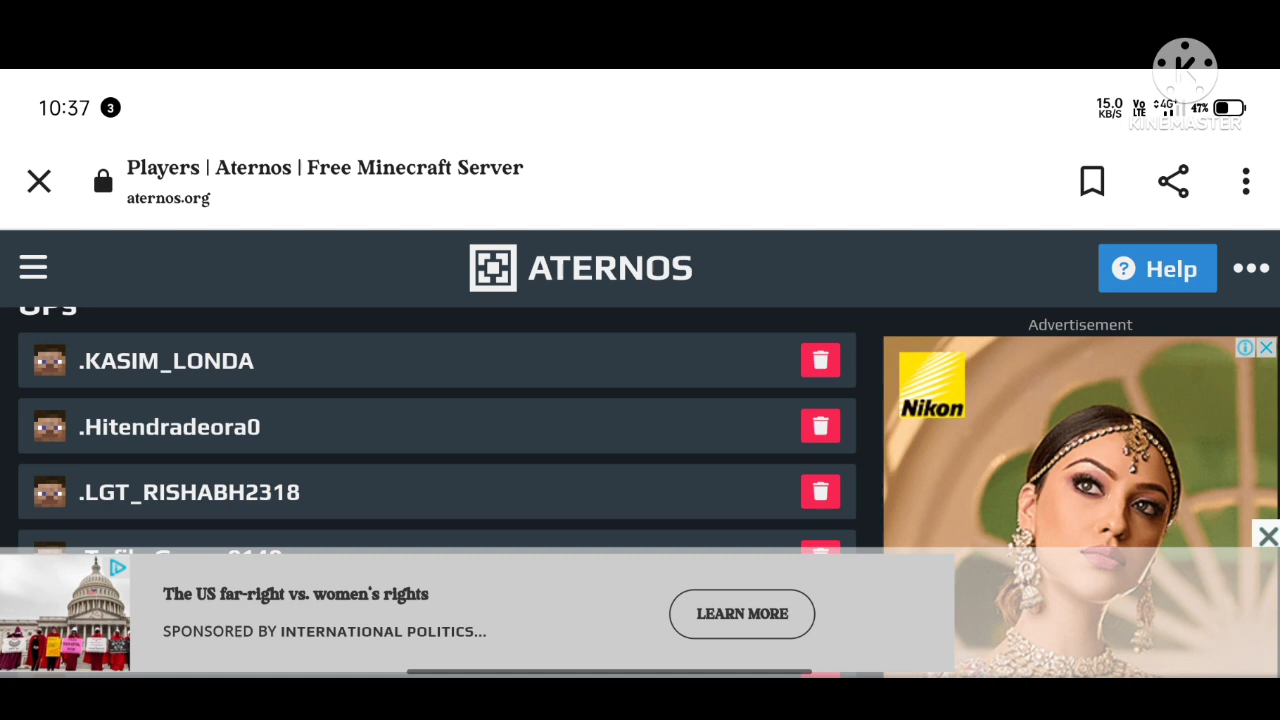 10:37 3
15.0 KB/S Vo LTE 4G+ 47%
KINEMASTER
Players | Aternos | Free Minecraft Server
aternos.org
ATERNOS
? Help
OPs
Advertisement
.KASIM_LONDA
Nikon
.Hitendradeora0
.LGT_RISHABH2318
The US far-right vs. women's rights
LEARN MORE
SPONSORED BY INTERNATIONAL POLITICS...